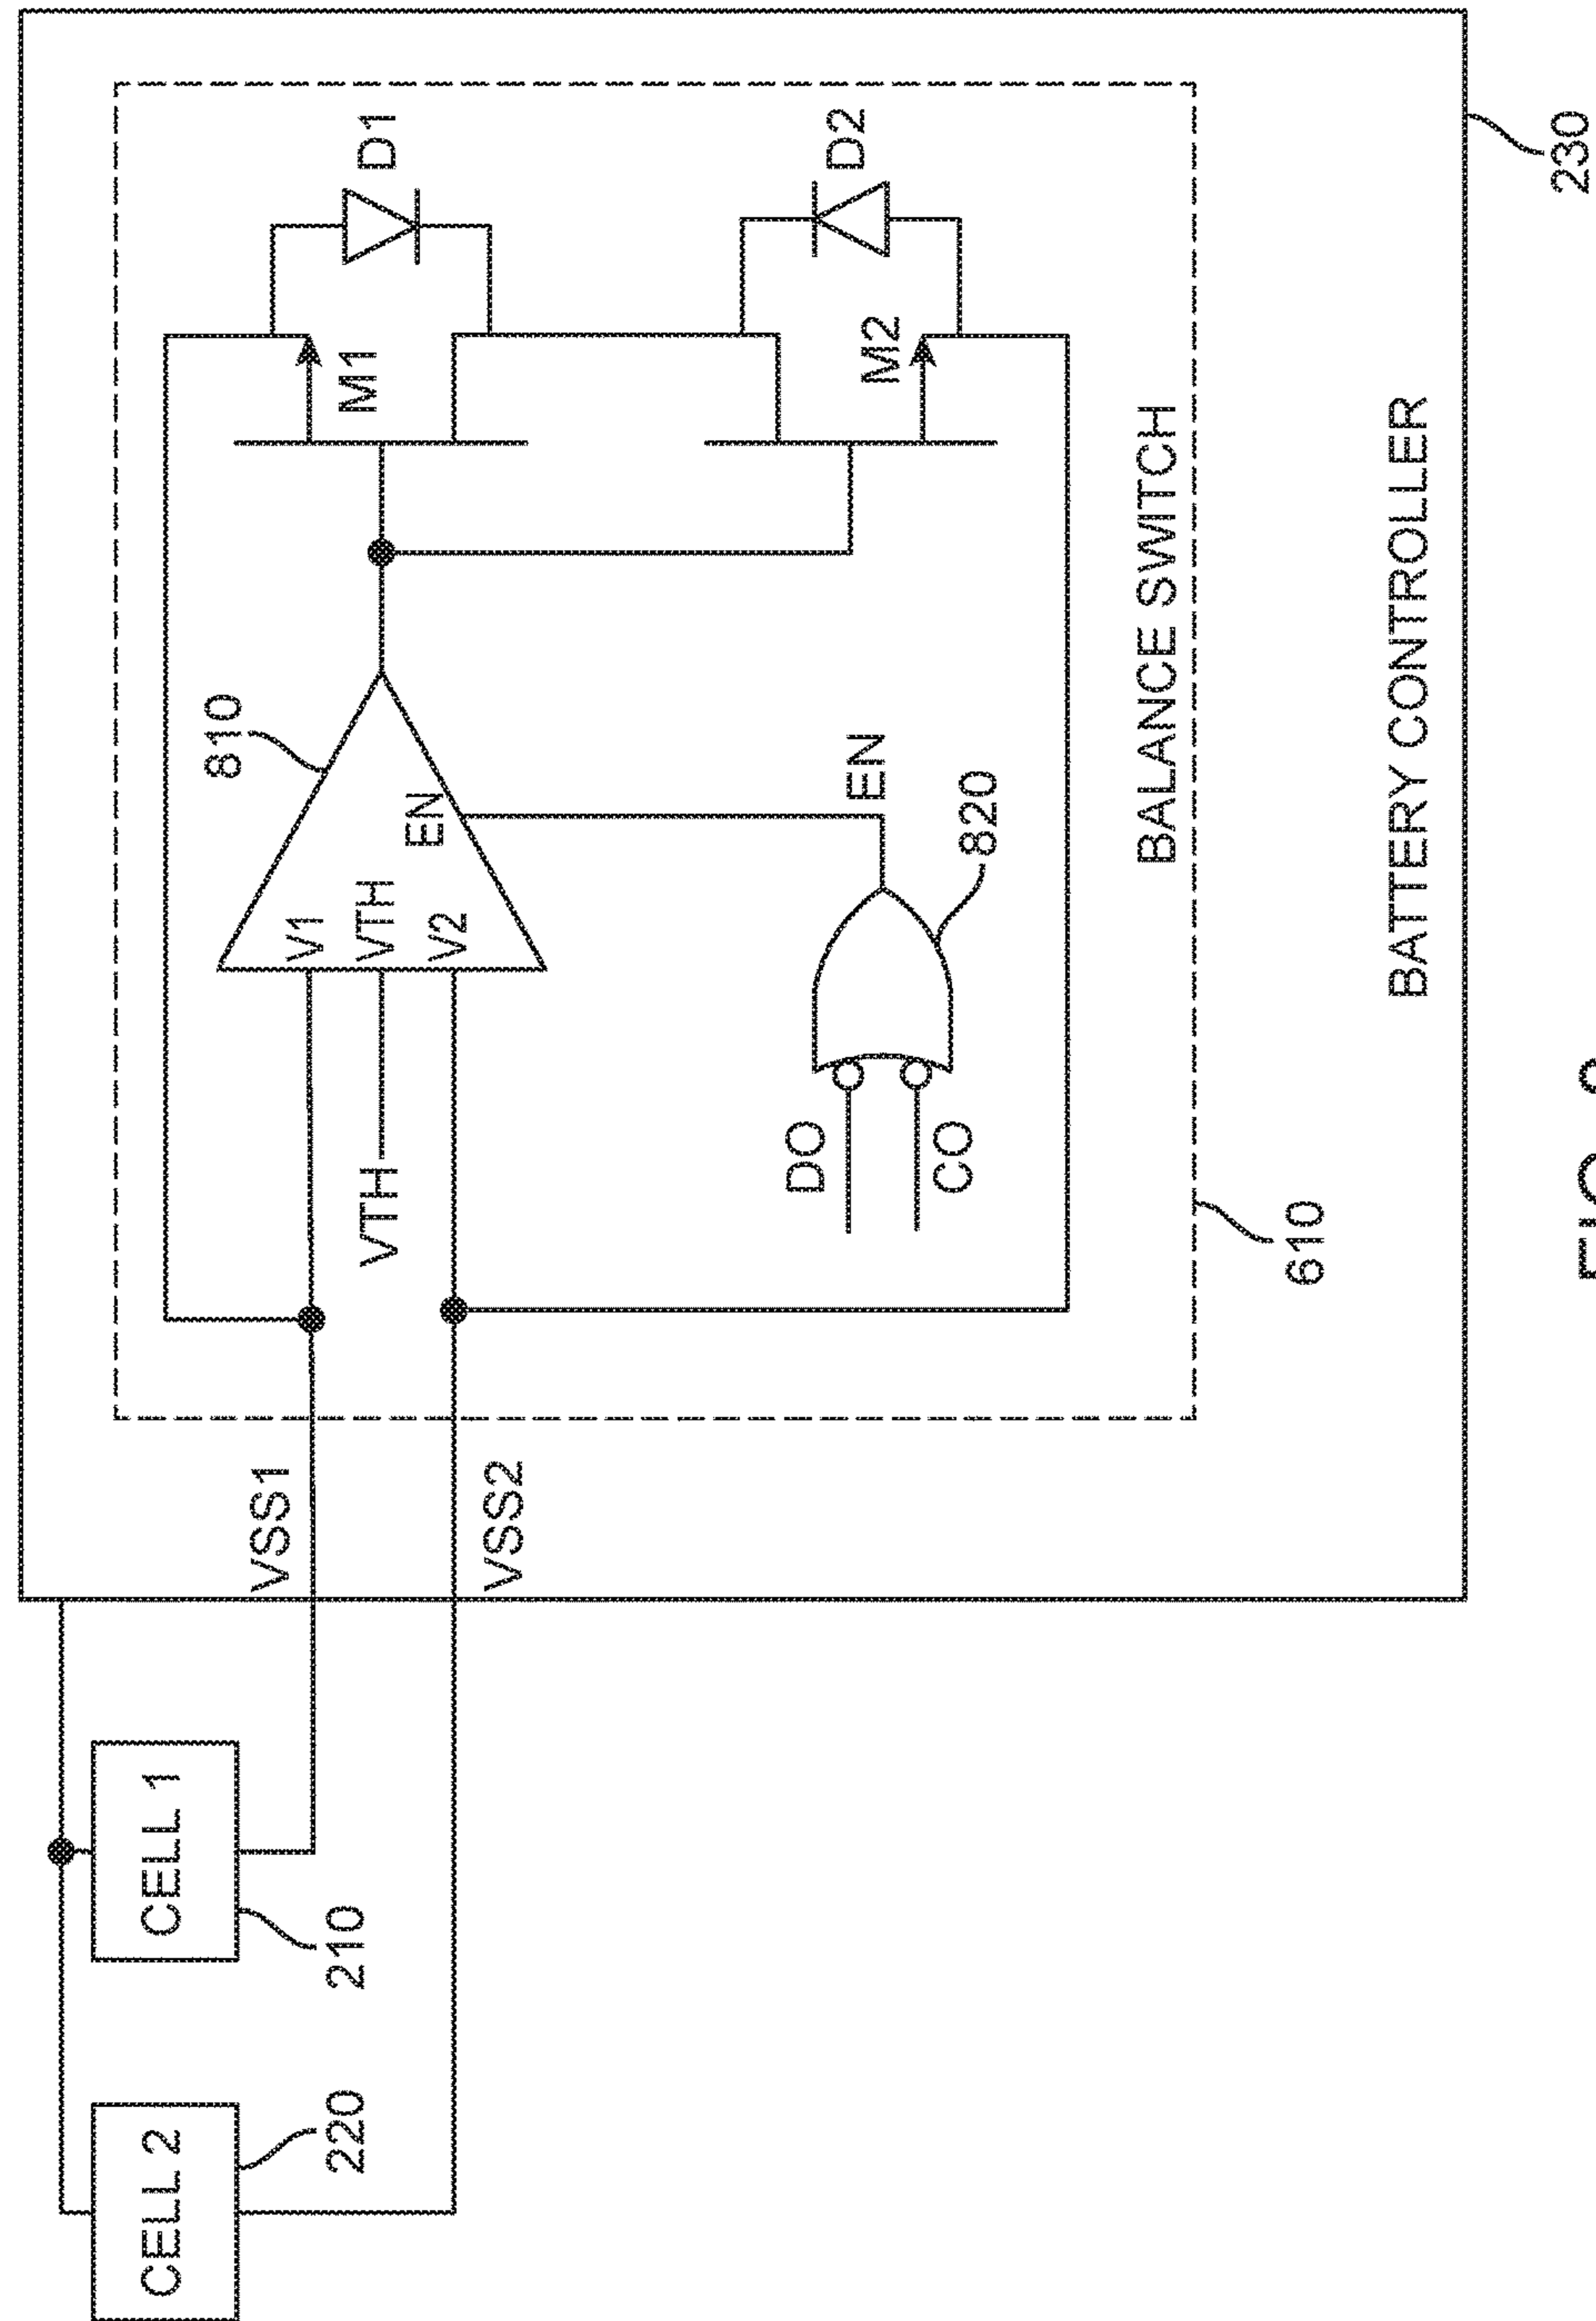 CELL 2
220
CELL 1
210
VSS1
VSS2
810
V1
VTH
V2
EN
VTH
EN
DO
CO
820
M1
D1
M2
D2
BALANCE SWITCH
610
BATTERY CONTROLLER
230